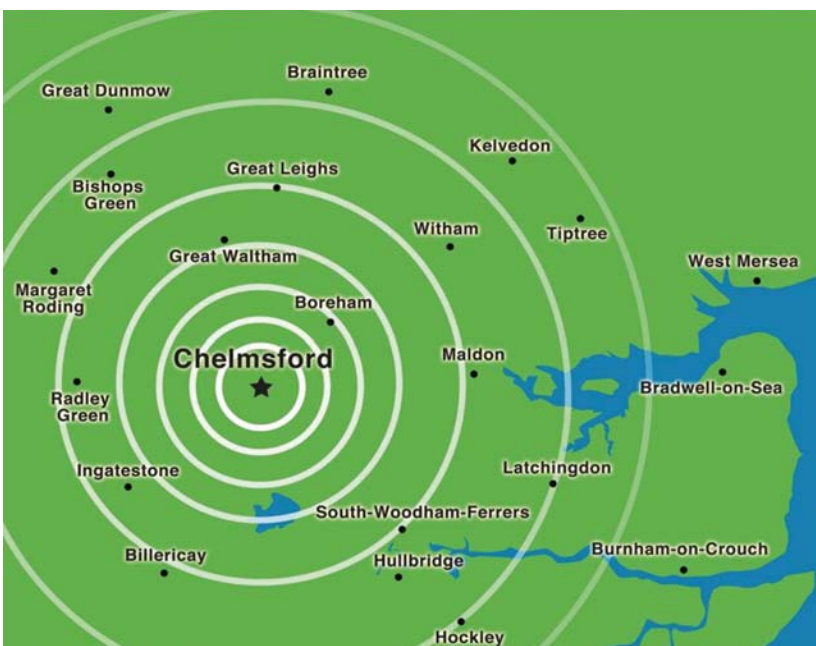 Braintree
Great Dunmow
Kelvedon
Great Leighs
Bishops
Green
Witham
Tiptree
Great Waltham
West Mersea
Margaret
Roding
Boreham
Chelmsford
Maldon
Bradwell-on-Sea
Radley
Green
Latchingdon
Ingatestone
South-Woodham-Ferrers
Burnham-on-Crouch
Billericay
Hullbridge
Hockley